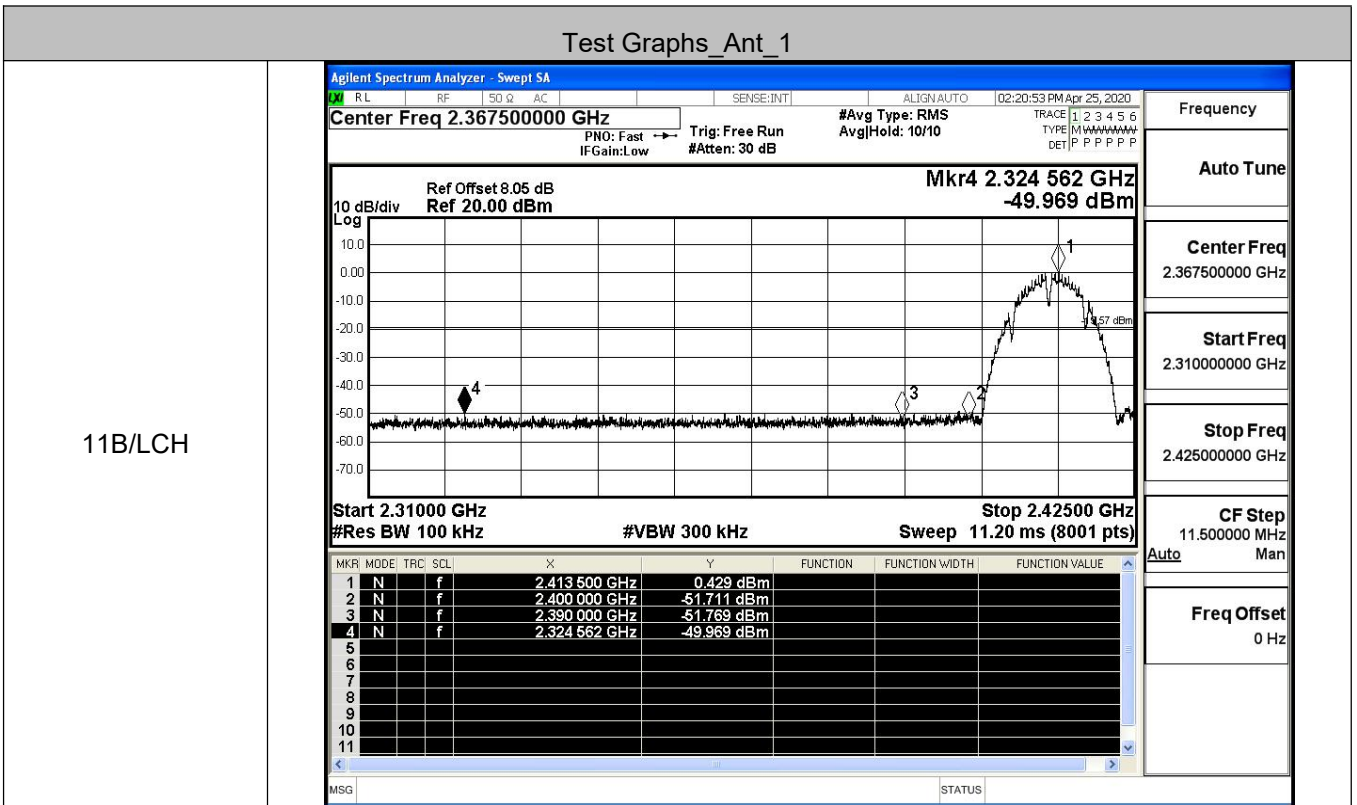 Test Graphs_Ant_1
11B/LCH
Agilent Spectrum Analyzer - Swept SA
LXI RL RF 50 Ω AC SENSE:INT ALIGN AUTO 02:20:53 PM Apr 25, 2020
Center Freq 2.367500000 GHz
PNO: Fast
IFGain:Low
Trig: Free Run
#Atten: 30 dB
#Avg Type: RMS
Avg|Hold: 10/10
TRACE 1 2 3 4 5 6
TYPE M
DET P P P P P P
Ref Offset 8.05 dB
10 dB/div Ref 20.00 dBm
Log
Mkr4 2.324 562 GHz
-49.969 dBm
10.0
0.00
-10.0
-20.0
-30.0
-40.0
-50.0
-60.0
-70.0
1
2
3
4
Start 2.31000 GHz Stop 2.42500 GHz
#Res BW 100 kHz #VBW 300 kHz Sweep 11.20 ms (8001 pts)
MKR MODE TRC SCL X Y FUNCTION FUNCTION WIDTH FUNCTION VALUE
1 N f 2.413 500 GHz 0.429 dBm
2 N f 2.400 000 GHz -51.711 dBm
3 N f 2.390 000 GHz -51.769 dBm
4 N f 2.324 562 GHz -49.969 dBm
5
6
7
8
9
10
11
MSG STATUS
Frequency
Auto Tune
Center Freq
2.367500000 GHz
Start Freq
2.310000000 GHz
Stop Freq
2.425000000 GHz
CF Step
11.500000 MHz
Auto Man
Freq Offset
0 Hz